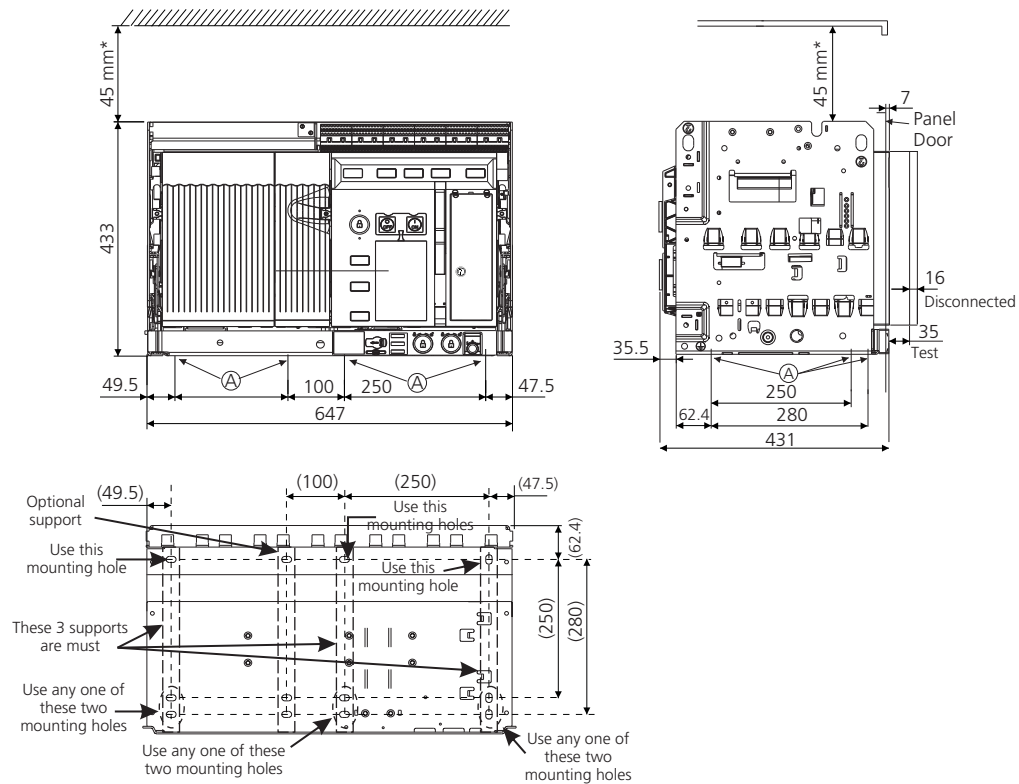 45 mm*
433
A
A
49.5
100
250
47.5
647
45 mm*
7
Panel
Door
16
Disconnected
35
Test
35.5
A
250
62.4
280
431
(49.5)
(100)
(250)
(47.5)
Optional
support
Use this
mounting holes
Use this
mounting hole
Use this
mounting hole
(62.4)
(250)
(280)
These 3 supports
are must
Use any one of
these two
mounting holes
Use any one of these
two mounting holes
Use any one of
these two
mounting holes